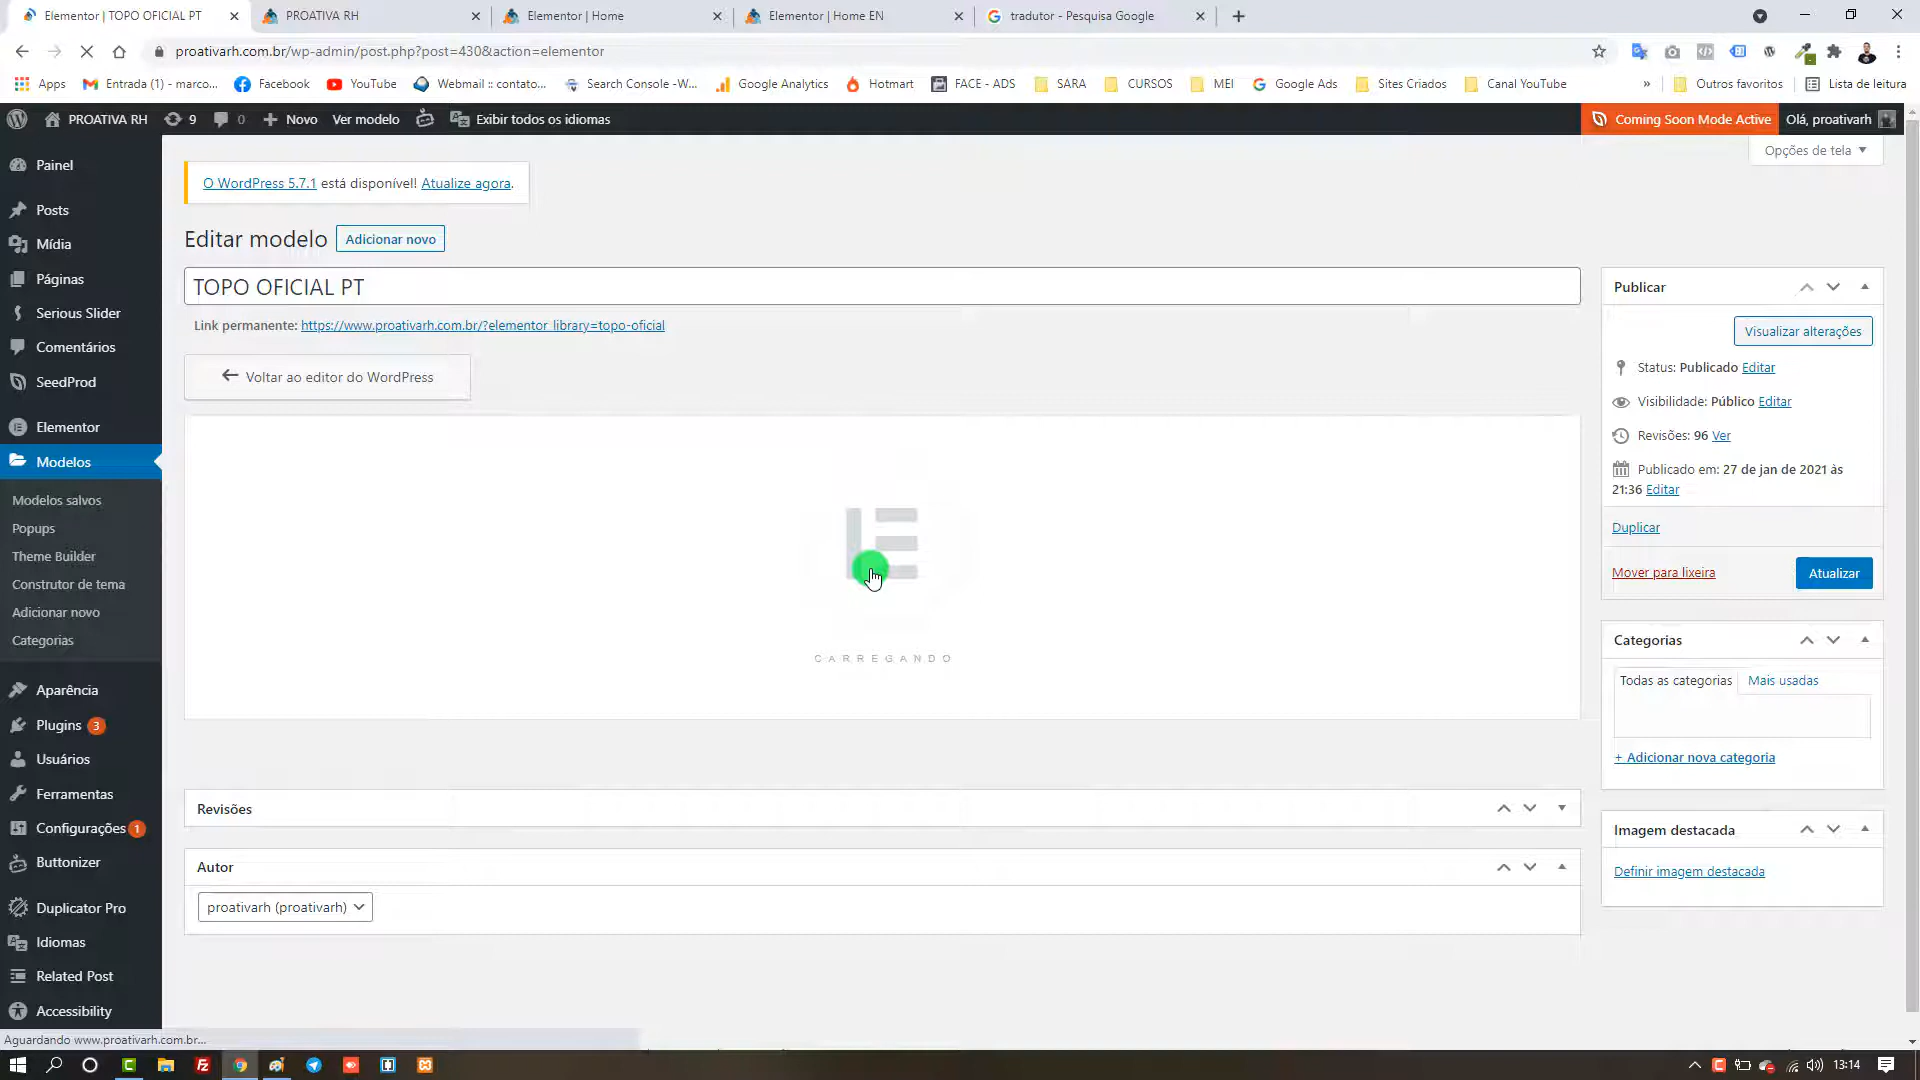 Elementor | TOPO OFICIAL PT
PROATIVA RH
Elementor | Home
Elementor | Home EN
tradutor - Pesquisa Google
proativarh.com.br/wp-admin/post.php?post=430&action=elementor
Apps
Entrada (1) - marco...
Facebook
YouTube
Webmail :: contato...
Search Console -W...
Google Analytics
Hotmart
FACE - ADS
SARA
CURSOS
MEI
Google Ads
Sites Criados
Canal YouTube
»
Outros favoritos
Lista de leitura
PROATIVA RH
9
0
Novo
Ver modelo
Exibir todos os idiomas
Coming Soon Mode Active
Olá, proativarh
Opções de tela
Painel
Posts
Mídia
Páginas
Serious Slider
Comentários
SeedProd
Elementor
Modelos
Modelos salvos
Popups
Theme Builder
Construtor de tema
Adicionar novo
Categorias
Aparência
Plugins 3
Usuários
Ferramentas
Configurações 1
Buttonizer
Duplicator Pro
Idiomas
Related Post
Accessibility
O WordPress 5.7.1 está disponível! Atualize agora.
Editar modelo
Adicionar novo
TOPO OFICIAL PT
Link permanente: https://www.proativarh.com.br/?elementor_library=topo-oficial
Voltar ao editor do WordPress
CARREGANDO
Revisões
Autor
proativarh (proativarh)
Publicar
Visualizar alterações
Status: Publicado Editar
Visibilidade: Público Editar
Revisões: 96 Ver
Publicado em: 27 de jan de 2021 às
21:36 Editar
Duplicar
Mover para lixeira
Atualizar
Categorias
Todas as categorias
Mais usadas
+ Adicionar nova categoria
Imagem destacada
Definir imagem destacada
Aguardando www.proativarh.com.br...
13:14